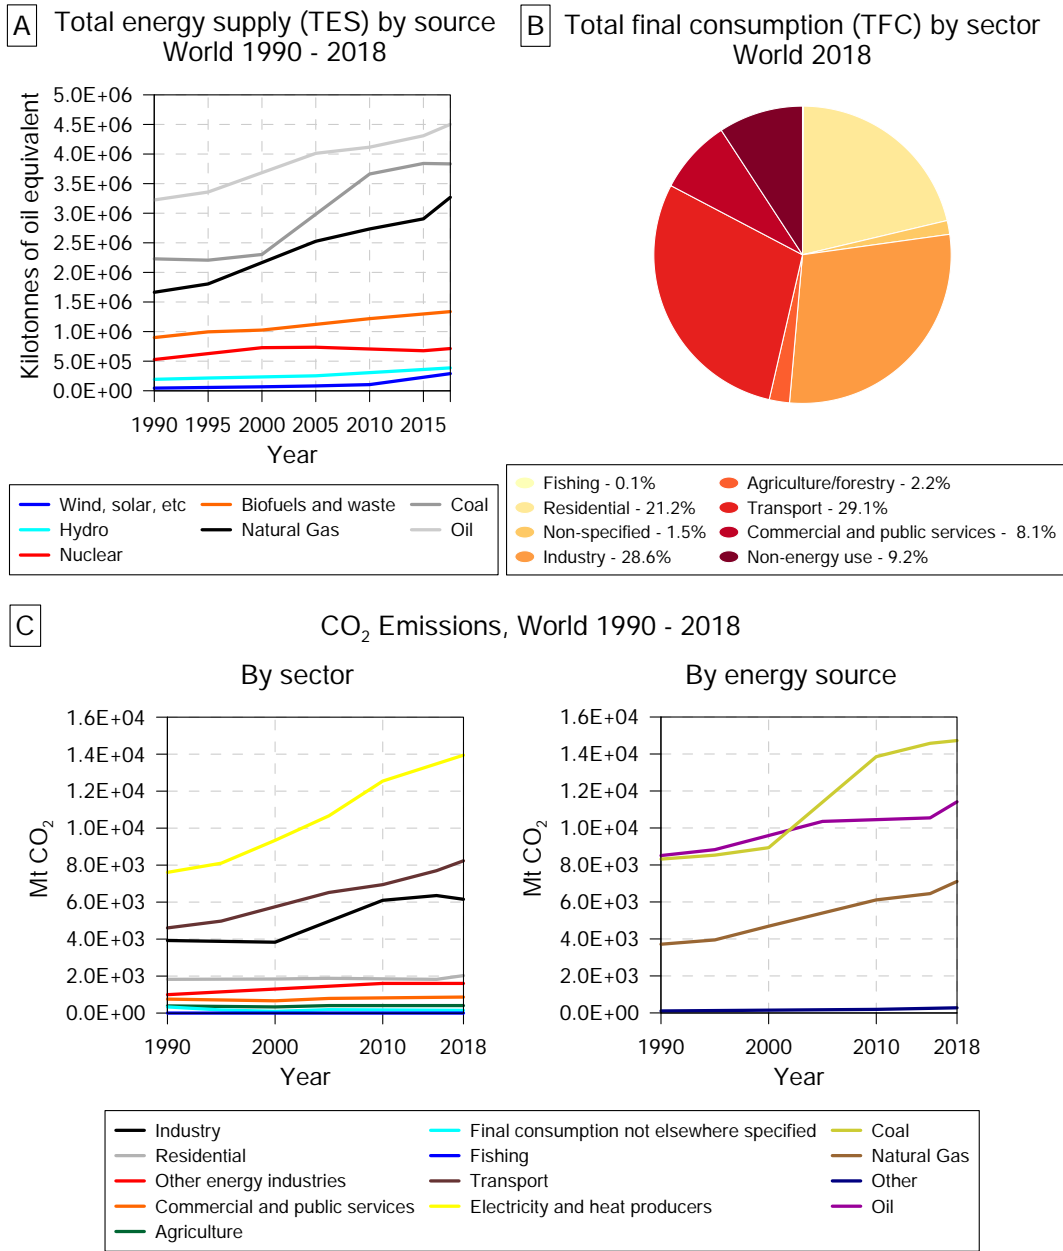 A
Total energy supply (TES) by source
World 1990 - 2018
Kilotonnes of oil equivalent
5.0E+06
4.5E+06
4.0E+06
3.5E+06
3.0E+06
2.5E+06
2.0E+06
1.5E+06
1.0E+06
5.0E+05
0.0E+00
1990 1995 2000 2005 2010 2015
Year
Wind, solar, etc
Hydro
Nuclear
Biofuels and waste
Natural Gas
Coal
Oil
B
Total final consumption (TFC) by sector
World 2018
Fishing - 0.1%
Residential - 21.2%
Non-specified - 1.5%
Industry - 28.6%
Agriculture/forestry - 2.2%
Transport - 29.1%
Commercial and public services - 8.1%
Non-energy use - 9.2%
C
CO₂ Emissions, World 1990 - 2018
By sector
Mt CO₂
1.6E+04
1.4E+04
1.2E+04
1.0E+04
8.0E+03
6.0E+03
4.0E+03
2.0E+03
0.0E+00
1990 2000 2010 2018
Year
By energy source
Mt CO₂
1.6E+04
1.4E+04
1.2E+04
1.0E+04
8.0E+03
6.0E+03
4.0E+03
2.0E+03
0.0E+00
1990 2000 2010 2018
Year
Industry
Residential
Other energy industries
Commercial and public services
Agriculture
Final consumption not elsewhere specified
Fishing
Transport
Electricity and heat producers
Coal
Natural Gas
Other
Oil